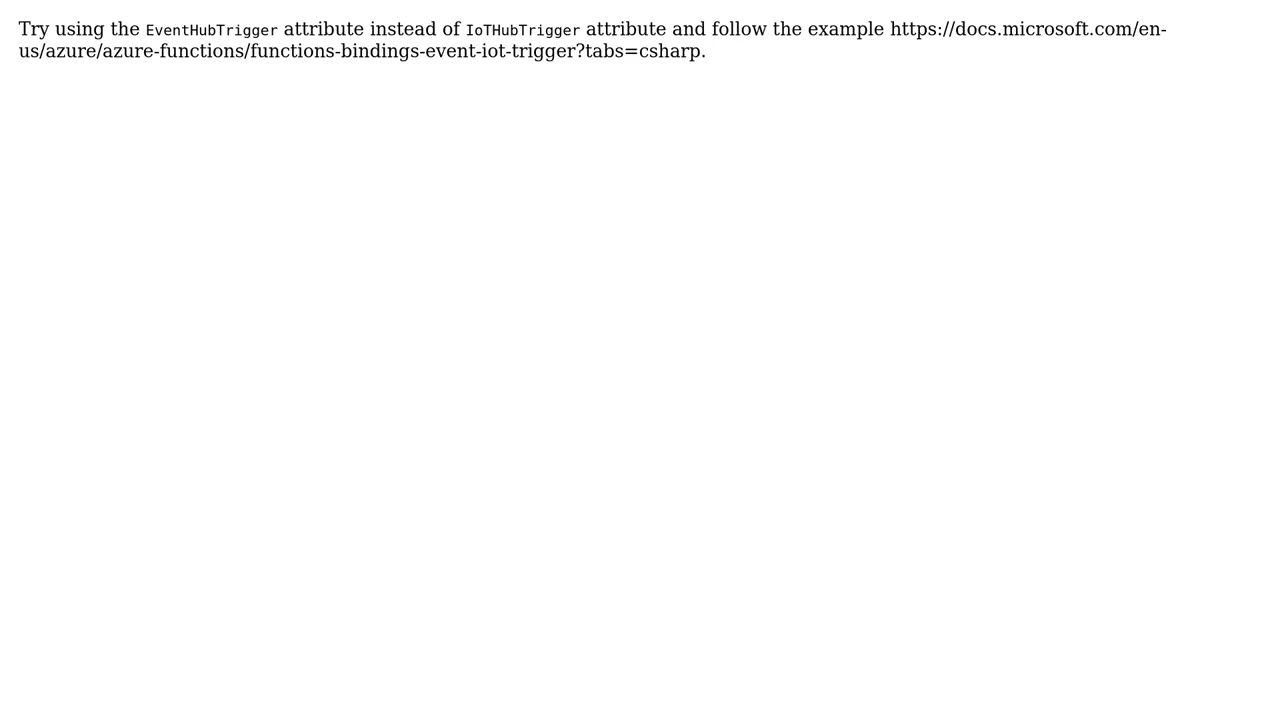 Try using the EventHubTrigger attribute instead of IoTHubTrigger attribute and follow the example https://docs.microsoft.com/en-
us/azure/azure-functions/functions-bindings-event-iot-trigger?tabs=csharp.